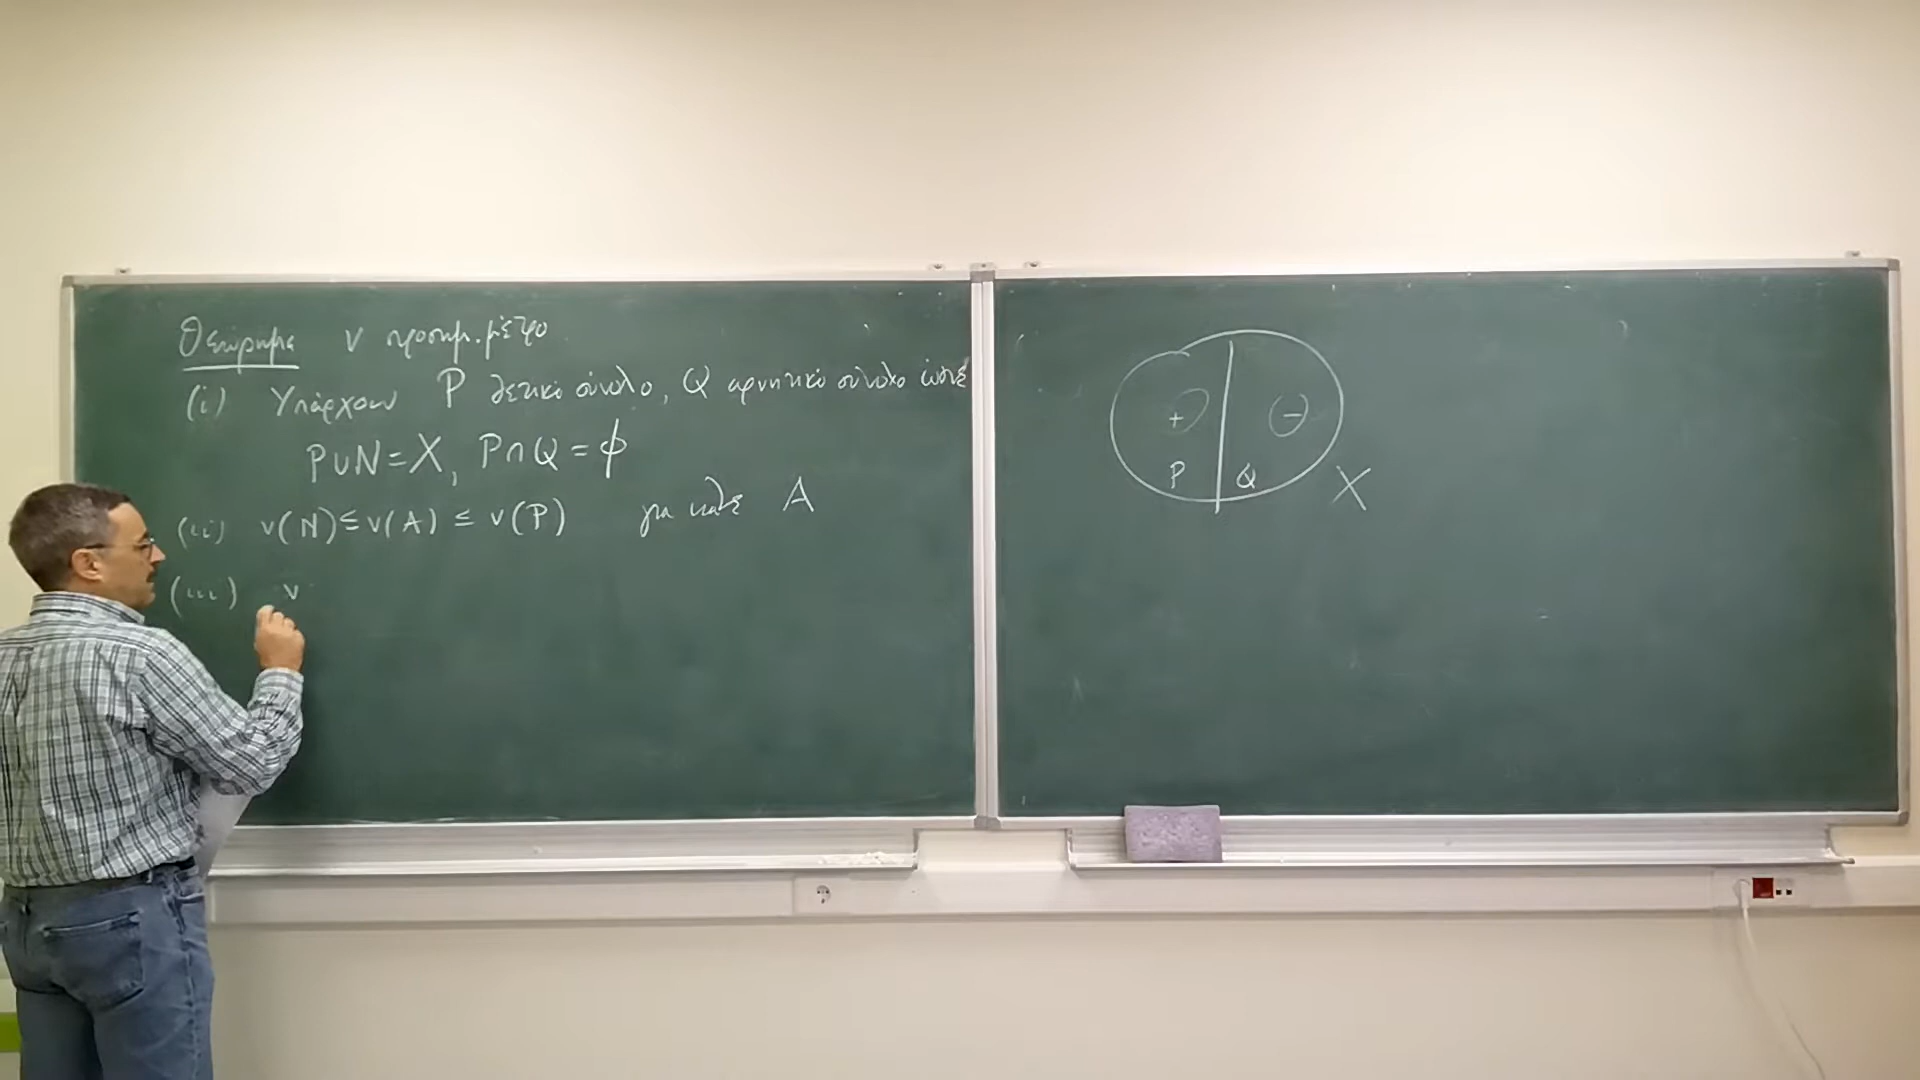 Θεώρημα ν προσημ. μέτρο
(i) Υπάρχουν P θετικό σύνολο, Q αρνητικό σύνολο ώστε
P∪N=X, P∩Q=∅
(ii) ν(N)≤ν(A)≤ν(P) για κάθε A
(iii) ν
+ −
P Q
X